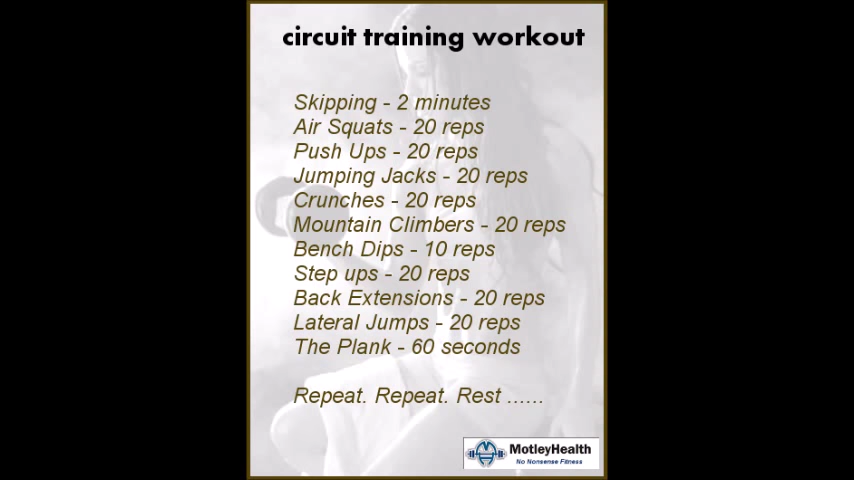 circuit training workout
Skipping - 2 minutes
Air Squats - 20 reps
Push Ups - 20 reps
Jumping Jacks - 20 reps
Crunches - 20 reps
Mountain Climbers - 20 reps
Bench Dips - 10 reps
Step ups - 20 reps
Back Extensions - 20 reps
Lateral Jumps - 20 reps
The Plank - 60 seconds
Repeat. Repeat. Rest ......
MotleyHealth
No Nonsense Fitness